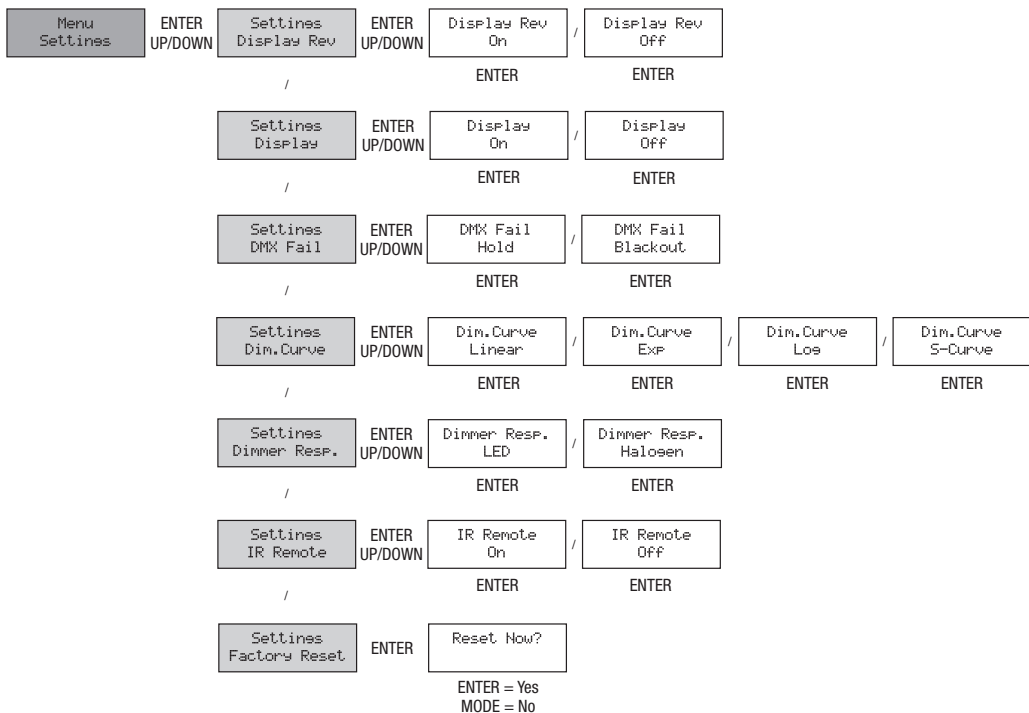 Menu
Settings
ENTER
UP/DOWN
Settings
Display Rev
ENTER
UP/DOWN
Display Rev
On
/
Display Rev
Off
ENTER
ENTER
/
Settings
Display
ENTER
UP/DOWN
Display
On
/
Display
Off
ENTER
ENTER
/
Settings
DMX Fail
ENTER
UP/DOWN
DMX Fail
Hold
/
DMX Fail
Blackout
ENTER
ENTER
/
Settings
Dim.Curve
ENTER
UP/DOWN
Dim.Curve
Linear
/
Dim.Curve
Exp
/
Dim.Curve
Log
/
Dim.Curve
S-Curve
ENTER
ENTER
ENTER
ENTER
/
Settings
Dimmer Resp.
ENTER
UP/DOWN
Dimmer Resp.
LED
/
Dimmer Resp.
Halogen
ENTER
ENTER
/
Settings
IR Remote
ENTER
UP/DOWN
IR Remote
On
/
IR Remote
Off
ENTER
ENTER
/
Settings
Factory Reset
ENTER
Reset Now?
ENTER = Yes
MODE = No